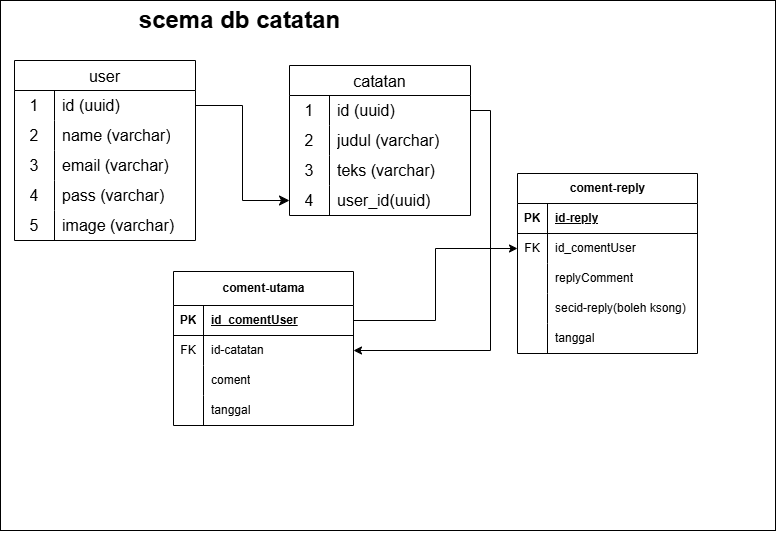 scema db catatan
user
1 id (uuid)
2 name (varchar)
3 email (varchar)
4 pass (varchar)
5 image (varchar)
catatan
1 id (uuid)
2 judul (varchar)
3 teks (varchar)
4 user_id(uuid)
coment-reply
PK id-reply
FK id_comentUser
replyComment
secid-reply(boleh ksong)
tanggal
coment-utama
PK id_comentUser
FK id-catatan
coment
tanggal